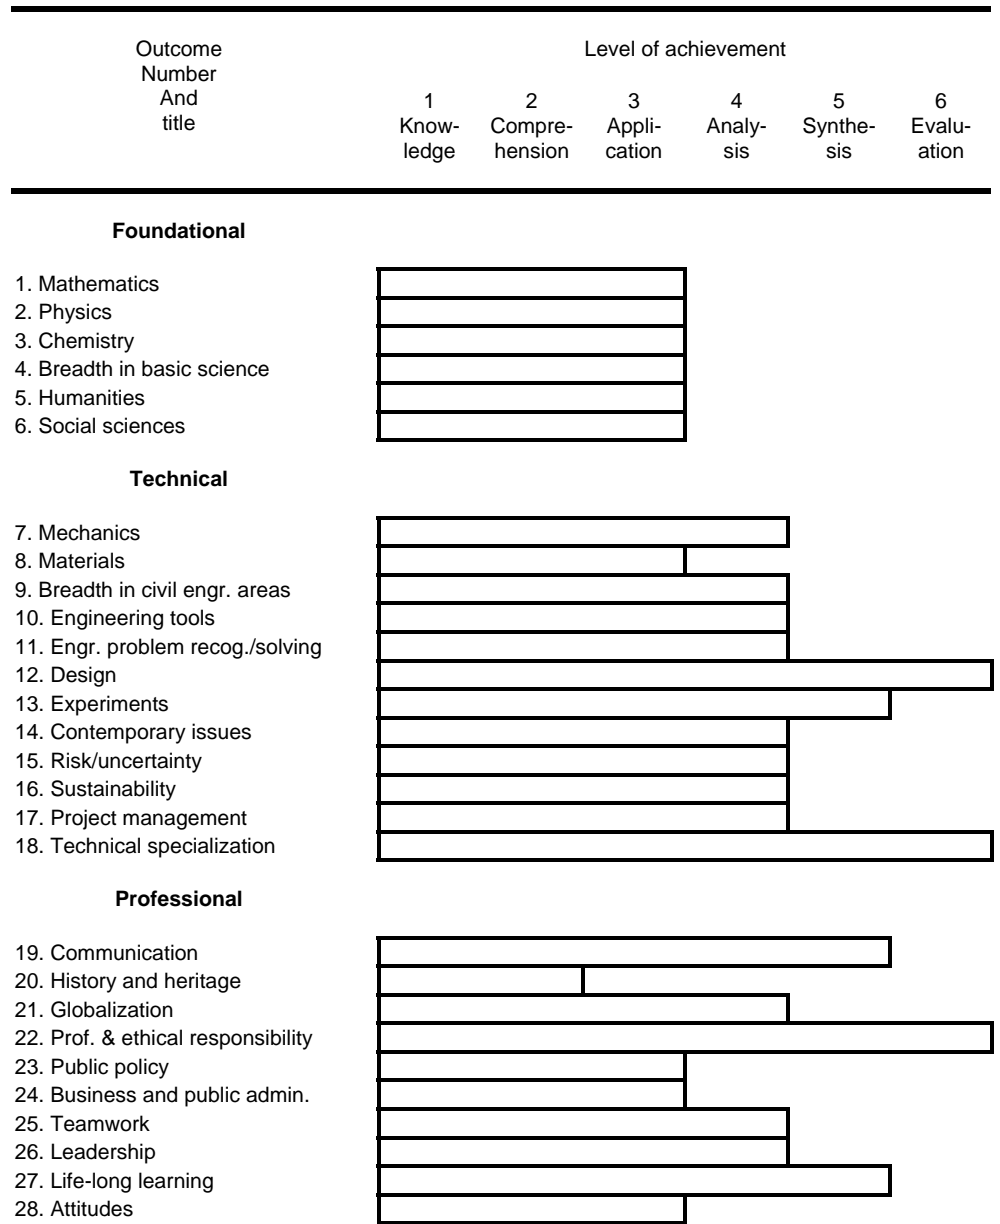 Outcome
Number
And
title
Level of achievement
1 2 3 4 5 6
Know- Compre- Appli- Analy- Synthe- Evalu-
ledge hension cation sis sis ation
Foundational
1. Mathematics
2. Physics
3. Chemistry
4. Breadth in basic science
5. Humanities
6. Social sciences
Technical
7. Mechanics
8. Materials
9. Breadth in civil engr. areas
10. Engineering tools
11. Engr. problem recog./solving
12. Design
13. Experiments
14. Contemporary issues
15. Risk/uncertainty
16. Sustainability
17. Project management
18. Technical specialization
Professional
19. Communication
20. History and heritage
21. Globalization
22. Prof. & ethical responsibility
23. Public policy
24. Business and public admin.
25. Teamwork
26. Leadership
27. Life-long learning
28. Attitudes